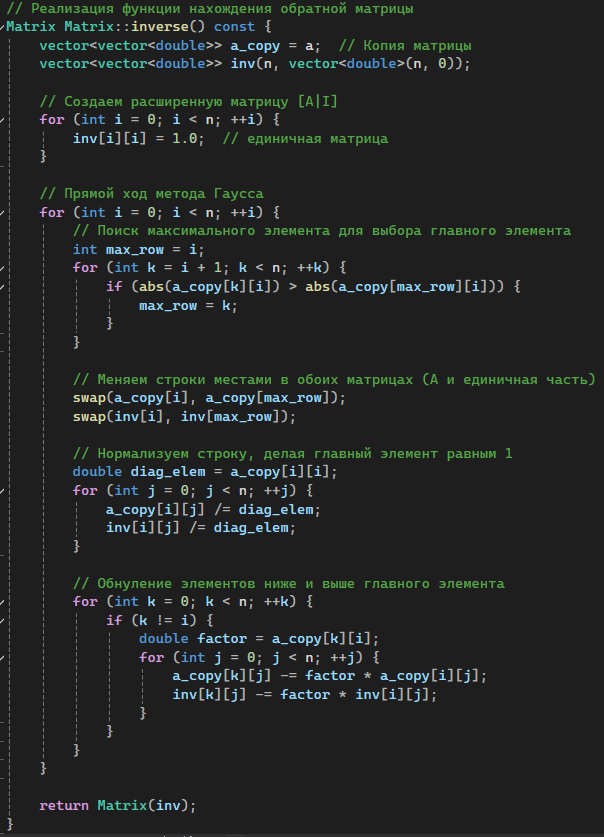 // Реализация функции нахождения обратной матрицы
Matrix Matrix::inverse() const {
    vector<vector<double>> a_copy = a;  // Копия матрицы
    vector<vector<double>> inv(n, vector<double>(n, 0));

    // Создаем расширенную матрицу [A|I]
    for (int i = 0; i < n; ++i) {
        inv[i][i] = 1.0;  // единичная матрица
    }

    // Прямой ход метода Гаусса
    for (int i = 0; i < n; ++i) {
        // Поиск максимального элемента для выбора главного элемента
        int max_row = i;
        for (int k = i + 1; k < n; ++k) {
            if (abs(a_copy[k][i]) > abs(a_copy[max_row][i])) {
                max_row = k;
            }
        }

        // Меняем строки местами в обоих матрицах (A и единичная часть)
        swap(a_copy[i], a_copy[max_row]);
        swap(inv[i], inv[max_row]);

        // Нормализуем строку, делая главный элемент равным 1
        double diag_elem = a_copy[i][i];
        for (int j = 0; j < n; ++j) {
            a_copy[i][j] /= diag_elem;
            inv[i][j] /= diag_elem;
        }

        // Обнуление элементов ниже и выше главного элемента
        for (int k = 0; k < n; ++k) {
            if (k != i) {
                double factor = a_copy[k][i];
                for (int j = 0; j < n; ++j) {
                    a_copy[k][j] -= factor * a_copy[i][j];
                    inv[k][j] -= factor * inv[i][j];
                }
            }
        }
    }

    return Matrix(inv);
}